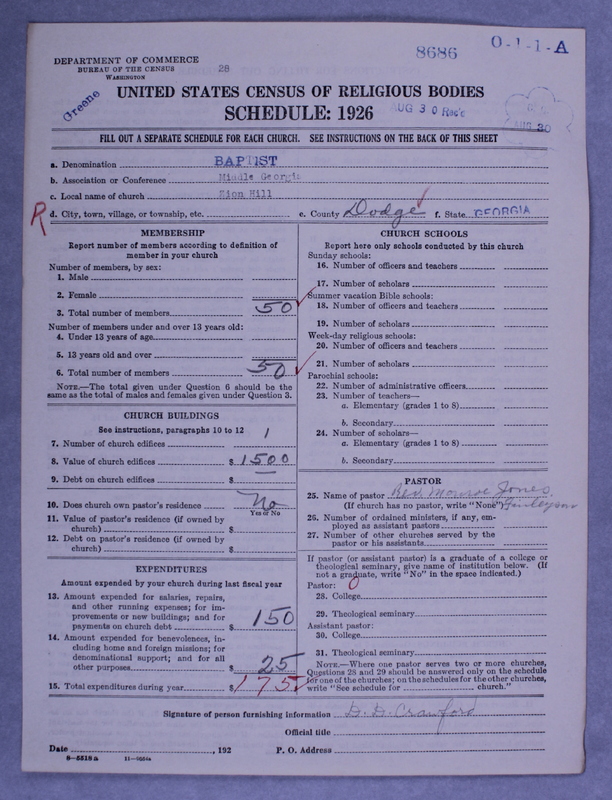 8686 O-1-1-A
DEPARTMENT OF COMMERCE
BUREAU OF THE CENSUS 28
WASHINGTON
Greene
UNITED STATES CENSUS OF RELIGIOUS BODIES
SCHEDULE: 1926 AUG 30 Rec'd
AUG 30
FILL OUT A SEPARATE SCHEDULE FOR EACH CHURCH. SEE INSTRUCTIONS ON THE BACK OF THIS SHEET
a. Denomination BAPTIST
b. Association or Conference Middle Georgia
c. Local name of church Zion Hill
R d. City, town, village, or township, etc. e. County Dodge f. State GEORGIA
MEMBERSHIP
Report number of members according to definition of
member in your church
Number of members, by sex:
1. Male
2. Female
3. Total number of members 50
Number of members under and over 13 years old:
4. Under 13 years of age
5. 13 years old and over
6. Total number of members 50
NOTE.—The total given under Question 6 should be the
same as the total of males and females given under Question 3.
CHURCH BUILDINGS
See instructions, paragraphs 10 to 12
7. Number of church edifices 1
8. Value of church edifices $ 1500
9. Debt on church edifices $ —
10. Does church own pastor's residence No
Yes or No
11. Value of pastor's residence (if owned by
church) $
12. Debt on pastor's residence (if owned by
church) $
EXPENDITURES
Amount expended by your church during last fiscal year
13. Amount expended for salaries, repairs,
and other running expenses; for im-
provements or new buildings; and for
payments on church debt $ 150
14. Amount expended for benevolences, in-
cluding home and foreign missions; for
denominational support; and for all
other purposes $ 25
15. Total expenditures during year $ 175
CHURCH SCHOOLS
Report here only schools conducted by this church
Sunday schools:
16. Number of officers and teachers
17. Number of scholars
Summer vacation Bible schools:
18. Number of officers and teachers
19. Number of scholars
Week-day religious schools:
20. Number of officers and teachers
21. Number of scholars
Parochial schools:
22. Number of administrative officers
23. Number of teachers—
a. Elementary (grades 1 to 8)
b. Secondary
24. Number of scholars—
a. Elementary (grades 1 to 8)
b. Secondary
PASTOR
25. Name of pastor Rev. Monroe Jones
(If church has no pastor, write "None") Finleyson
26. Number of ordained ministers, if any, em-
ployed as assistant pastors
27. Number of other churches served by the
pastor or his assistants
If pastor (or assistant pastor) is a graduate of a college or
theological seminary, give name of institution below. (If
not a graduate, write "No" in the space indicated.)
Pastor: 0
28. College
29. Theological seminary
Assistant pastor:
30. College
31. Theological seminary
NOTE.—Where one pastor serves two or more churches,
Questions 28 and 29 should be answered only on the schedule
for one of the churches; on the schedules for the other churches,
write "See schedule for church."
Signature of person furnishing information D. D. Crawford
Official title
Date , 192 P. O. Address
8—5518a 11—9684a